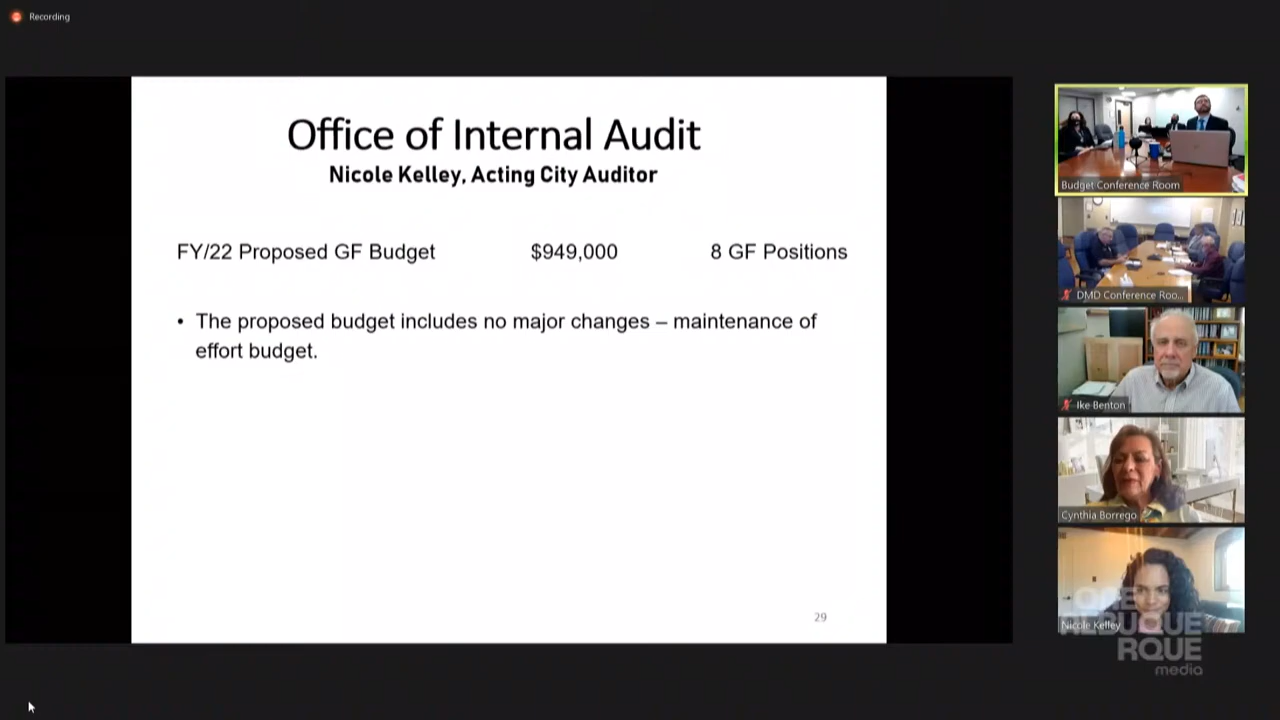 Recording
Office of Internal Audit
Nicole Kelley, Acting City Auditor
FY/22 Proposed GF Budget $949,000 8 GF Positions
• The proposed budget includes no major changes – maintenance of
effort budget.
29
Budget Conference Room
DMD Conference Roo...
Ike Benton
Cynthia Borrego
Nicole Kelley
ALBUQUE
RQUE
media